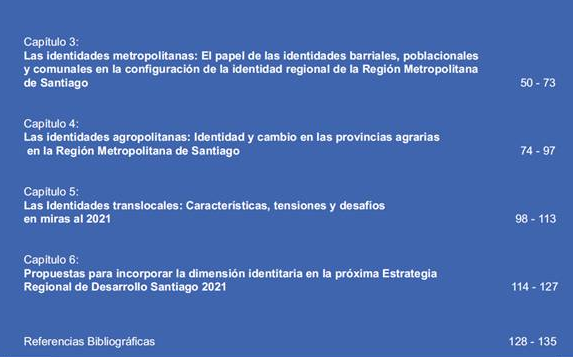 Capítulo 3:
Las identidades metropolitanas: El papel de las identidades barriales, poblacionales
y comunales en la configuración de la identidad regional de la Región Metropolitana
de Santiago 50 - 73
Capítulo 4:
Las identidades agropolitanas: Identidad y cambio en las provincias agrarias
en la Región Metropolitana de Santiago 74 - 97
Capítulo 5:
Las Identidades translocales: Características, tensiones y desafíos
en miras al 2021 98 - 113
Capítulo 6:
Propuestas para incorporar la dimensión identitaria en la próxima Estrategia
Regional de Desarrollo Santiago 2021 114 - 127
Referencias Bibliográficas 128 - 135